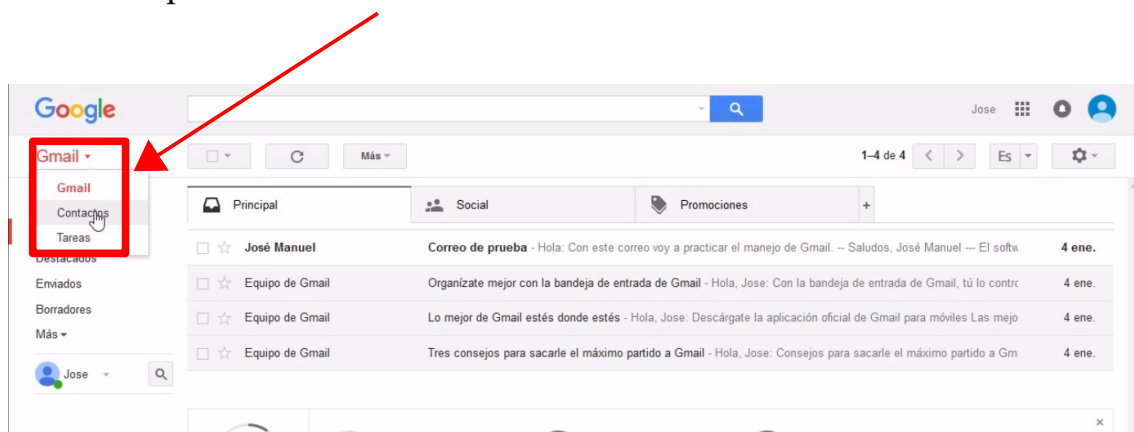 Google
Jose
Gmail
Más
1–4 de 4
Es
Gmail
Contactos
Tareas
Destacados
Enviados
Borradores
Más
Jose
Principal
Social
Promociones
+
José Manuel Correo de prueba - Hola: Con este correo voy a practicar el manejo de Gmail. -- Saludos, José Manuel --- El softw 4 ene.
Equipo de Gmail Organízate mejor con la bandeja de entrada de Gmail - Hola, Jose: Con la bandeja de entrada de Gmail, tú lo contrc 4 ene.
Equipo de Gmail Lo mejor de Gmail estés donde estés - Hola, Jose: Descárgate la aplicación oficial de Gmail para móviles Las mejo 4 ene.
Equipo de Gmail Tres consejos para sacarle el máximo partido a Gmail - Hola, Jose: Consejos para sacarle el máximo partido a Gm 4 ene.